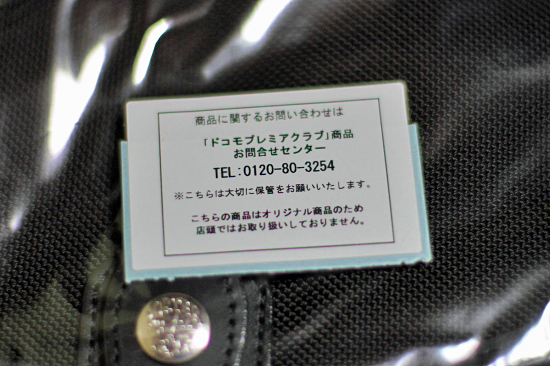 商品に関するお問い合わせは
「ドコモプレミアクラブ」商品
お問合せセンター
TEL:0120-80-3254
※こちらは大切に保管をお願いいたします。
こちらの商品はオリジナル商品のため
店頭ではお取り扱いしておりません。